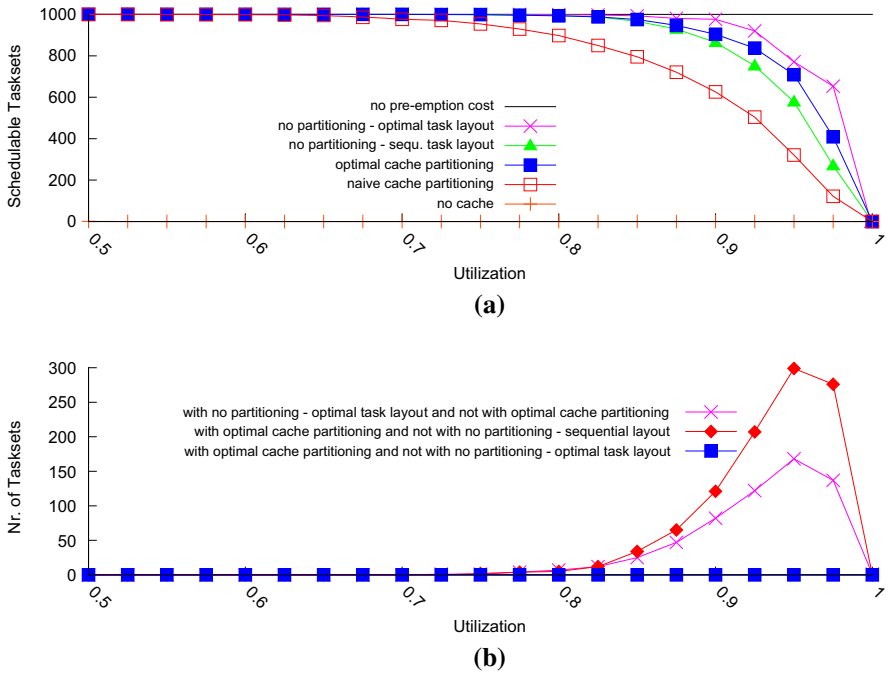 1000
800
600
400
200
0
Schedulable Tasksets
no pre-emption cost
no partitioning - optimal task layout
no partitioning - sequ. task layout
optimal cache partitioning
naive cache partitioning
no cache
0.5
0.6
0.7
0.8
0.9
1
Utilization
(a)
300
250
200
150
100
50
0
Nr. of Tasksets
with no partitioning - optimal task layout and not with optimal cache partitioning
with optimal cache partitioning and not with no partitioning - sequential layout
with optimal cache partitioning and not with no partitioning - optimal task layout
0.5
0.6
0.7
0.8
0.9
1
Utilization
(b)